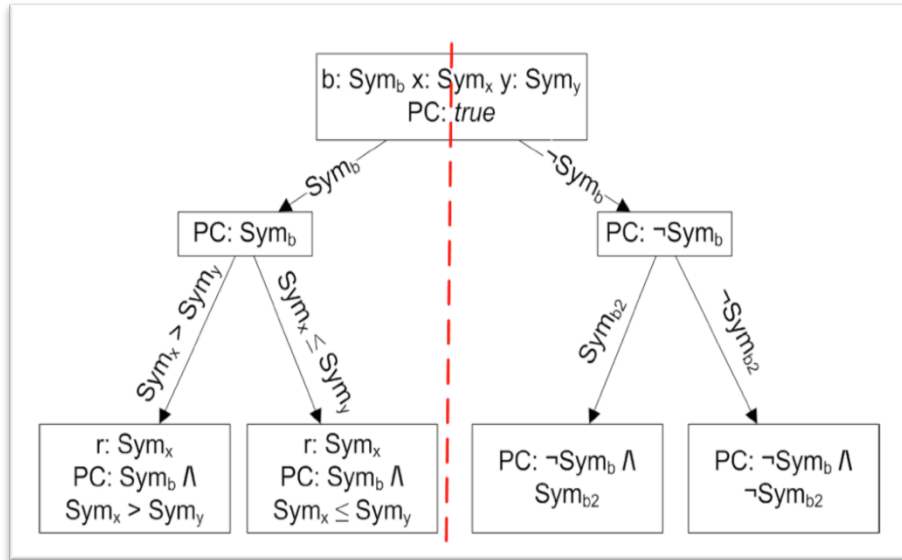 b: Sym_b x: Sym_x y: Sym_y
PC: true
Sym_b
¬Sym_b
PC: Sym_b
PC: ¬Sym_b
Sym_x > Sym_y
Sym_x ≤ Sym_y
Sym_b2
¬Sym_b2
r: Sym_x
PC: Sym_b Λ
Sym_x > Sym_y
r: Sym_x
PC: Sym_b Λ
Sym_x ≤ Sym_y
PC: ¬Sym_b Λ
Sym_b2
PC: ¬Sym_b Λ
¬Sym_b2